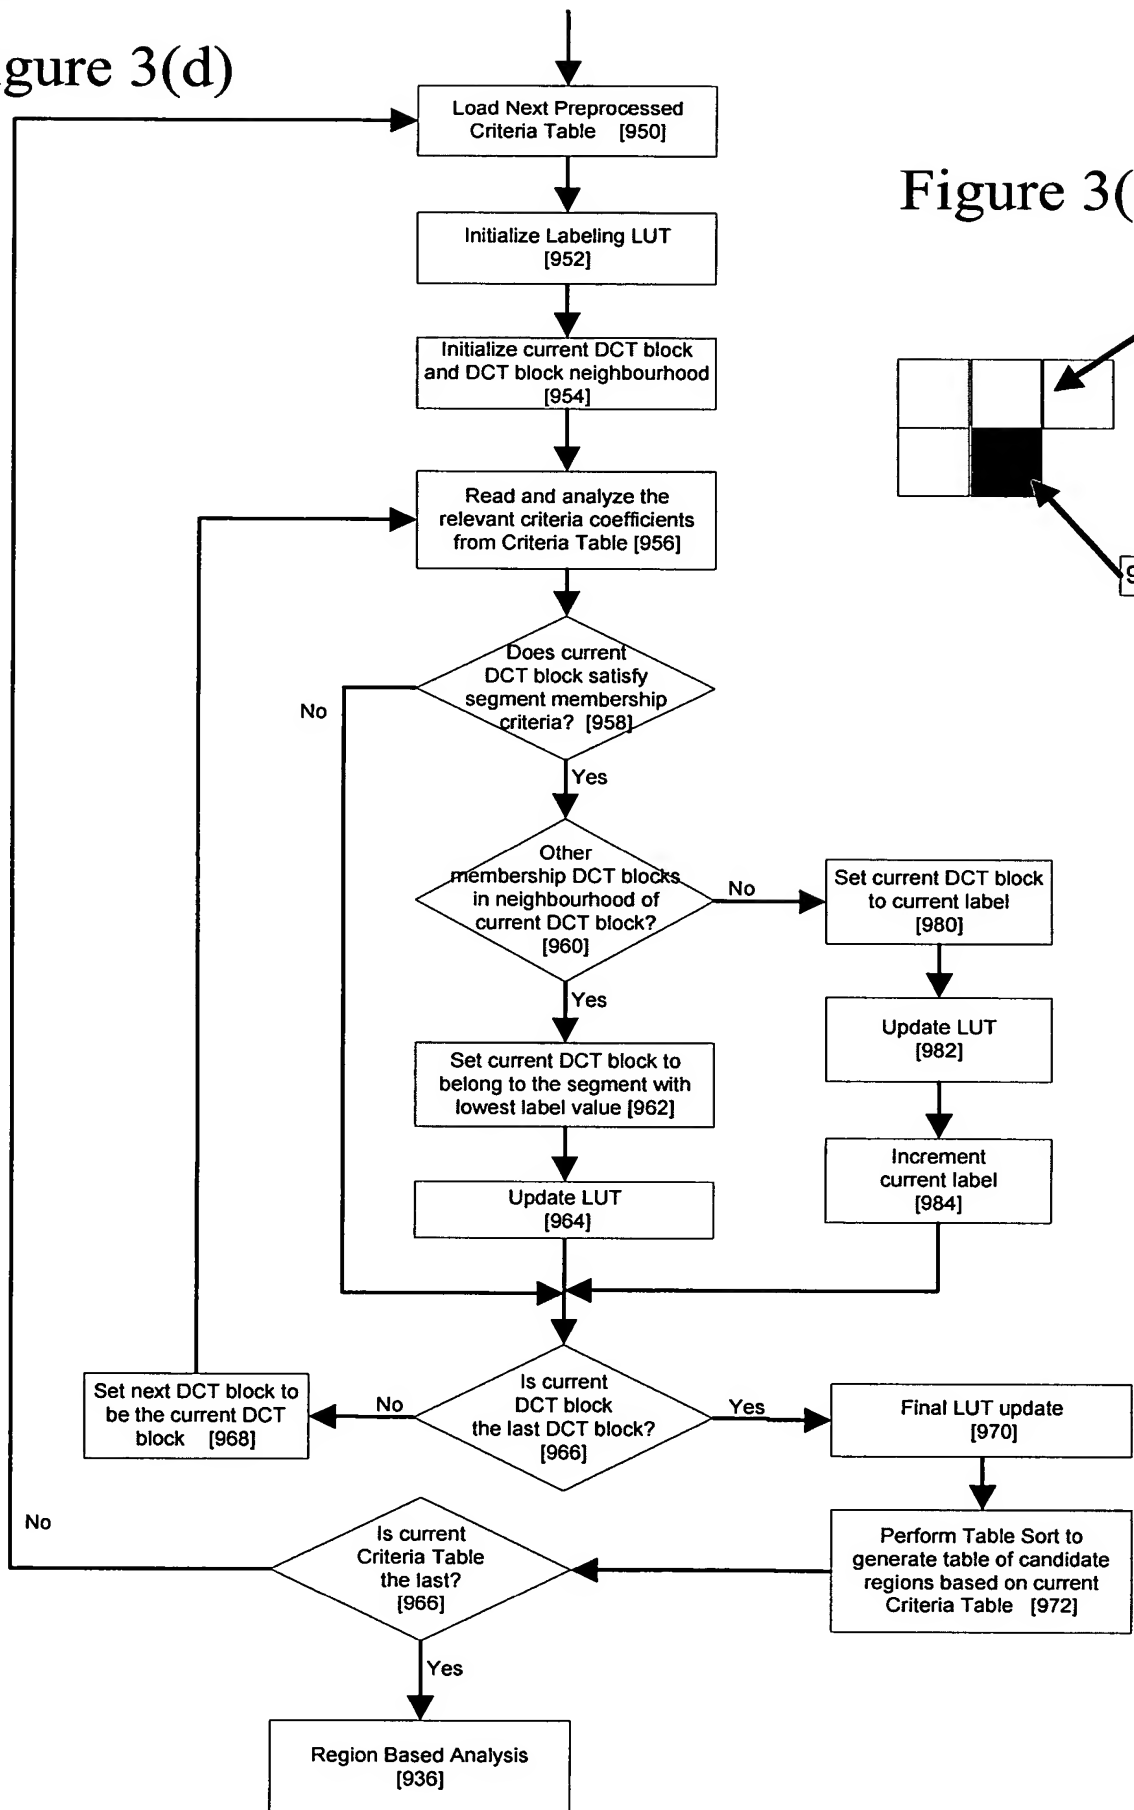 gure 3(d)
Load Next Preprocessed
Criteria Table [950]
Figure 3(
Initialize Labeling LUT
[952]
Initialize current DCT block
and DCT block neighbourhood
[954]
Read and analyze the
relevant criteria coefficients
from Criteria Table [956]
9
Does current
DCT block satisfy
segment membership
criteria? [958]
No
Yes
Other
membership DCT blocks
in neighbourhood of
current DCT block?
[960]
No
Set current DCT block
to current label
[980]
Yes
Update LUT
[982]
Set current DCT block to
belong to the segment with
lowest label value [962]
Increment
current label
[984]
Update LUT
[964]
Is current
DCT block
the last DCT block?
[966]
No
Set next DCT block to
be the current DCT
block [968]
Yes
Final LUT update
[970]
Perform Table Sort to
generate table of candidate
regions based on current
Criteria Table [972]
Is current
Criteria Table
the last?
[966]
No
Yes
Region Based Analysis
[936]